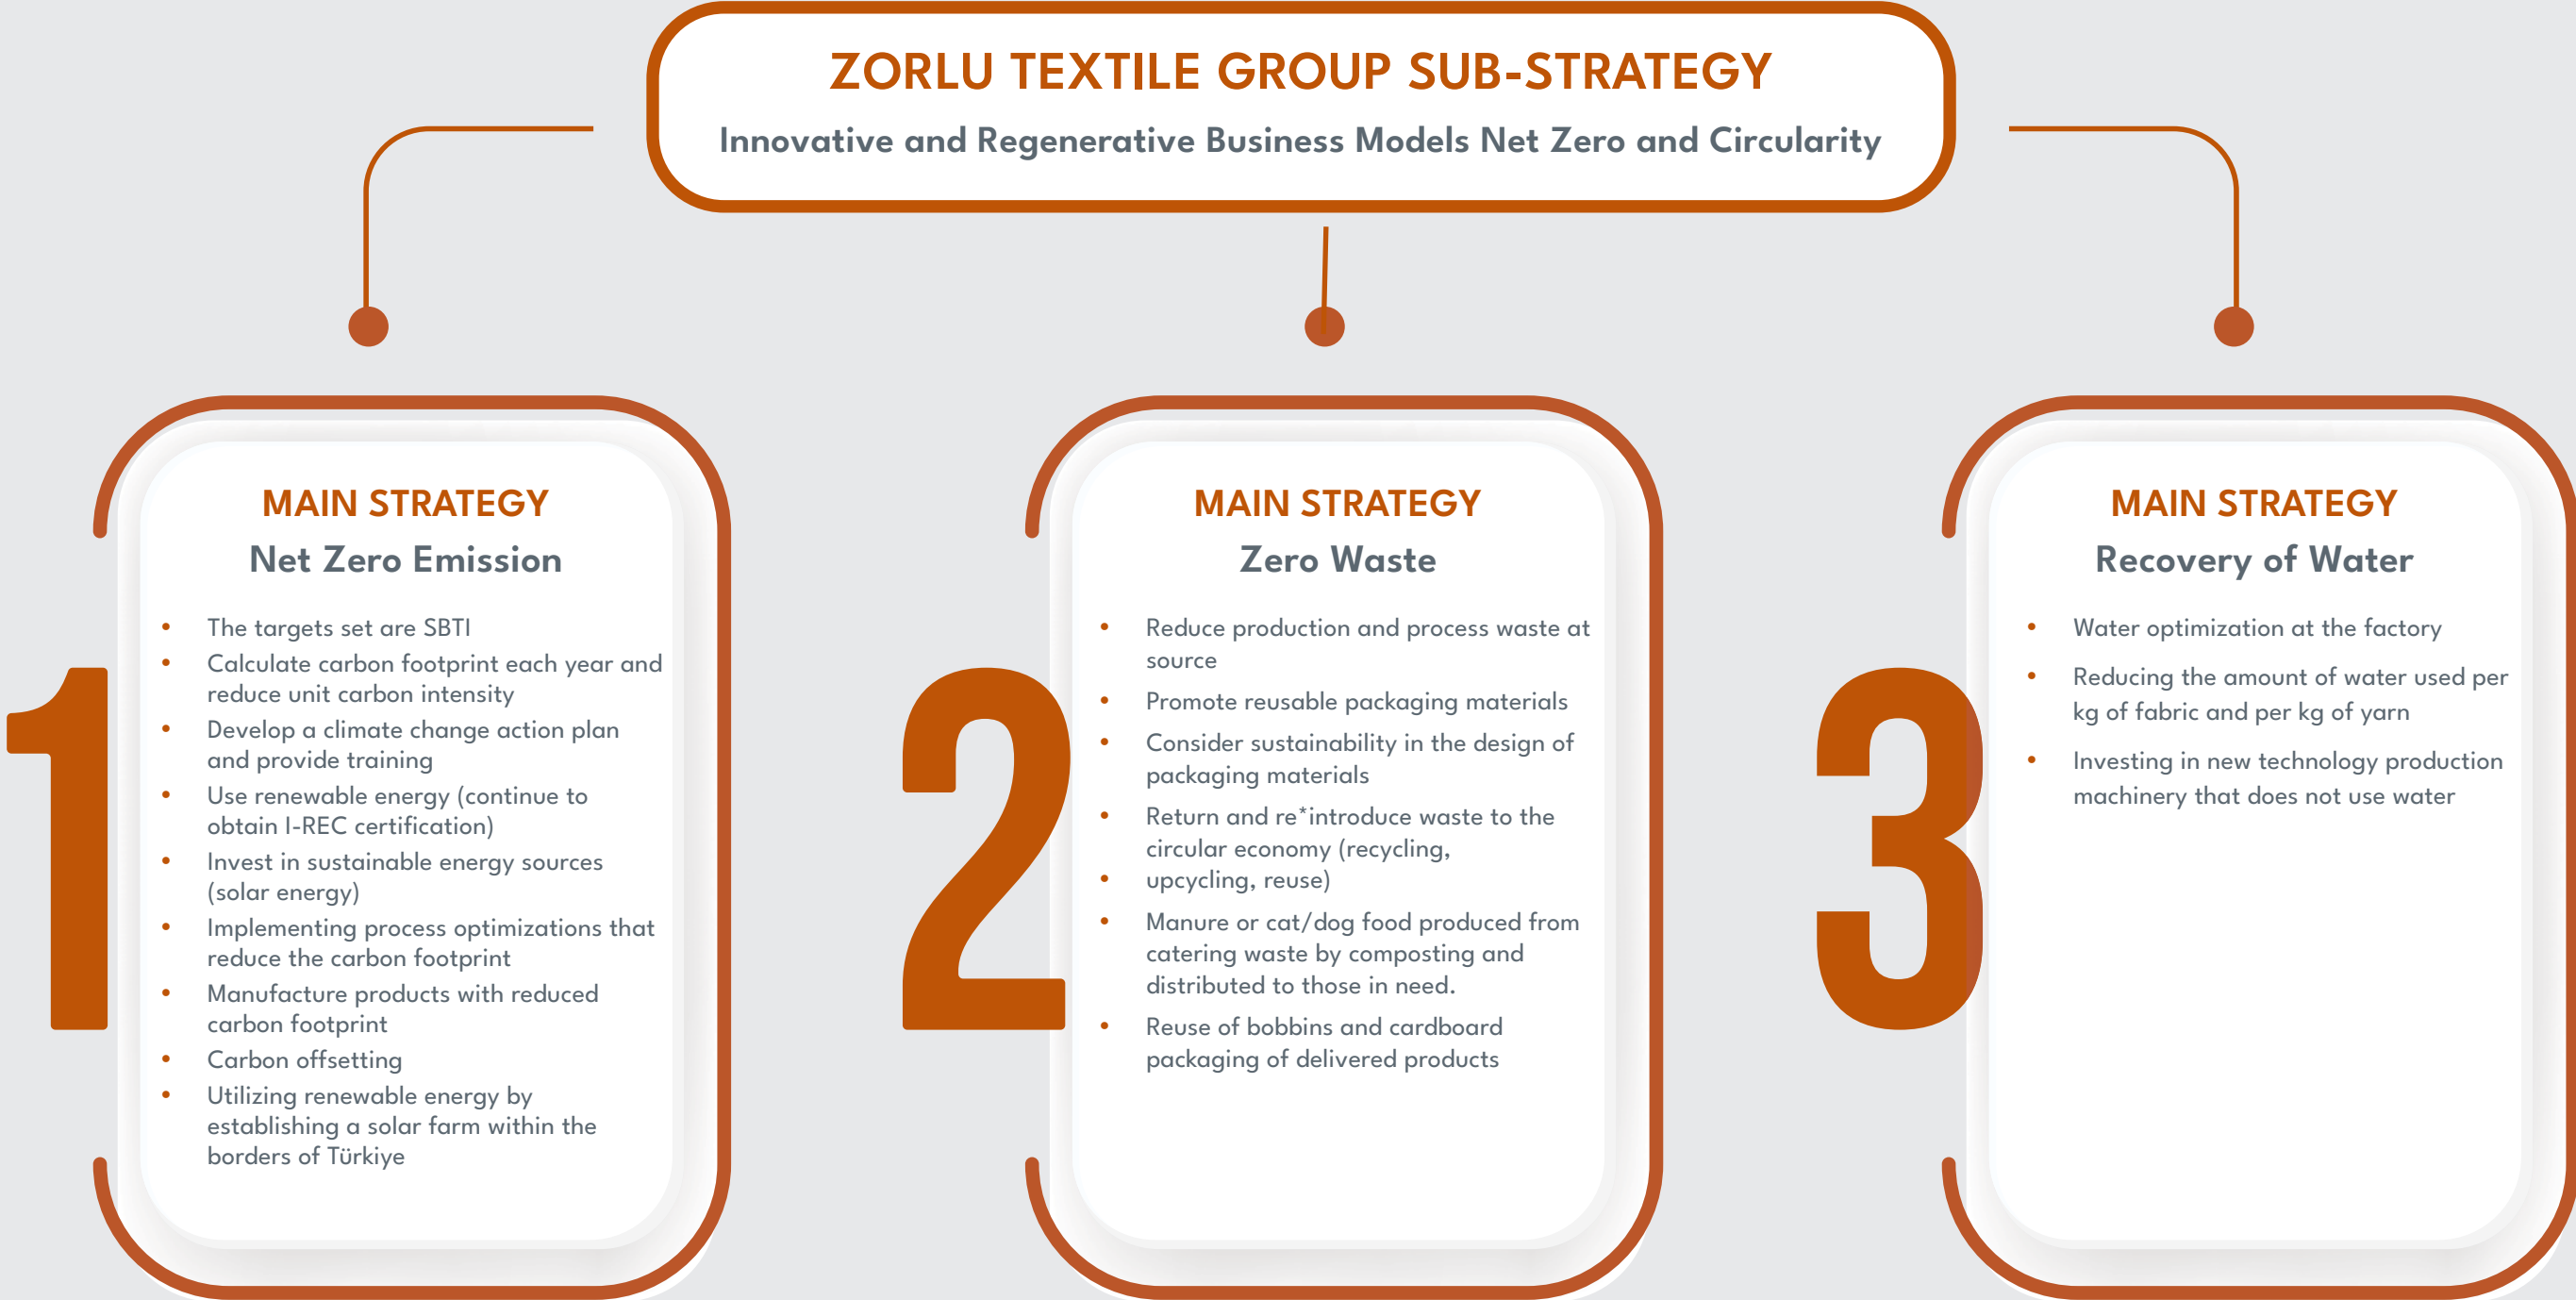 ZORLU TEXTILE GROUP SUB-STRATEGY
Innovative and Regenerative Business Models Net Zero and Circularity
1
MAIN STRATEGY
Net Zero Emission
• The targets set are SBTI
• Calculate carbon footprint each year and
reduce unit carbon intensity
• Develop a climate change action plan
and provide training
• Use renewable energy (continue to
obtain I-REC certification)
• Invest in sustainable energy sources
(solar energy)
• Implementing process optimizations that
reduce the carbon footprint
• Manufacture products with reduced
carbon footprint
• Carbon offsetting
• Utilizing renewable energy by
establishing a solar farm within the
borders of Türkiye
2
MAIN STRATEGY
Zero Waste
• Reduce production and process waste at
source
• Promote reusable packaging materials
• Consider sustainability in the design of
packaging materials
• Return and re*introduce waste to the
circular economy (recycling,
• upcycling, reuse)
• Manure or cat/dog food produced from
catering waste by composting and
distributed to those in need.
• Reuse of bobbins and cardboard
packaging of delivered products
3
MAIN STRATEGY
Recovery of Water
• Water optimization at the factory
• Reducing the amount of water used per
kg of fabric and per kg of yarn
• Investing in new technology production
machinery that does not use water